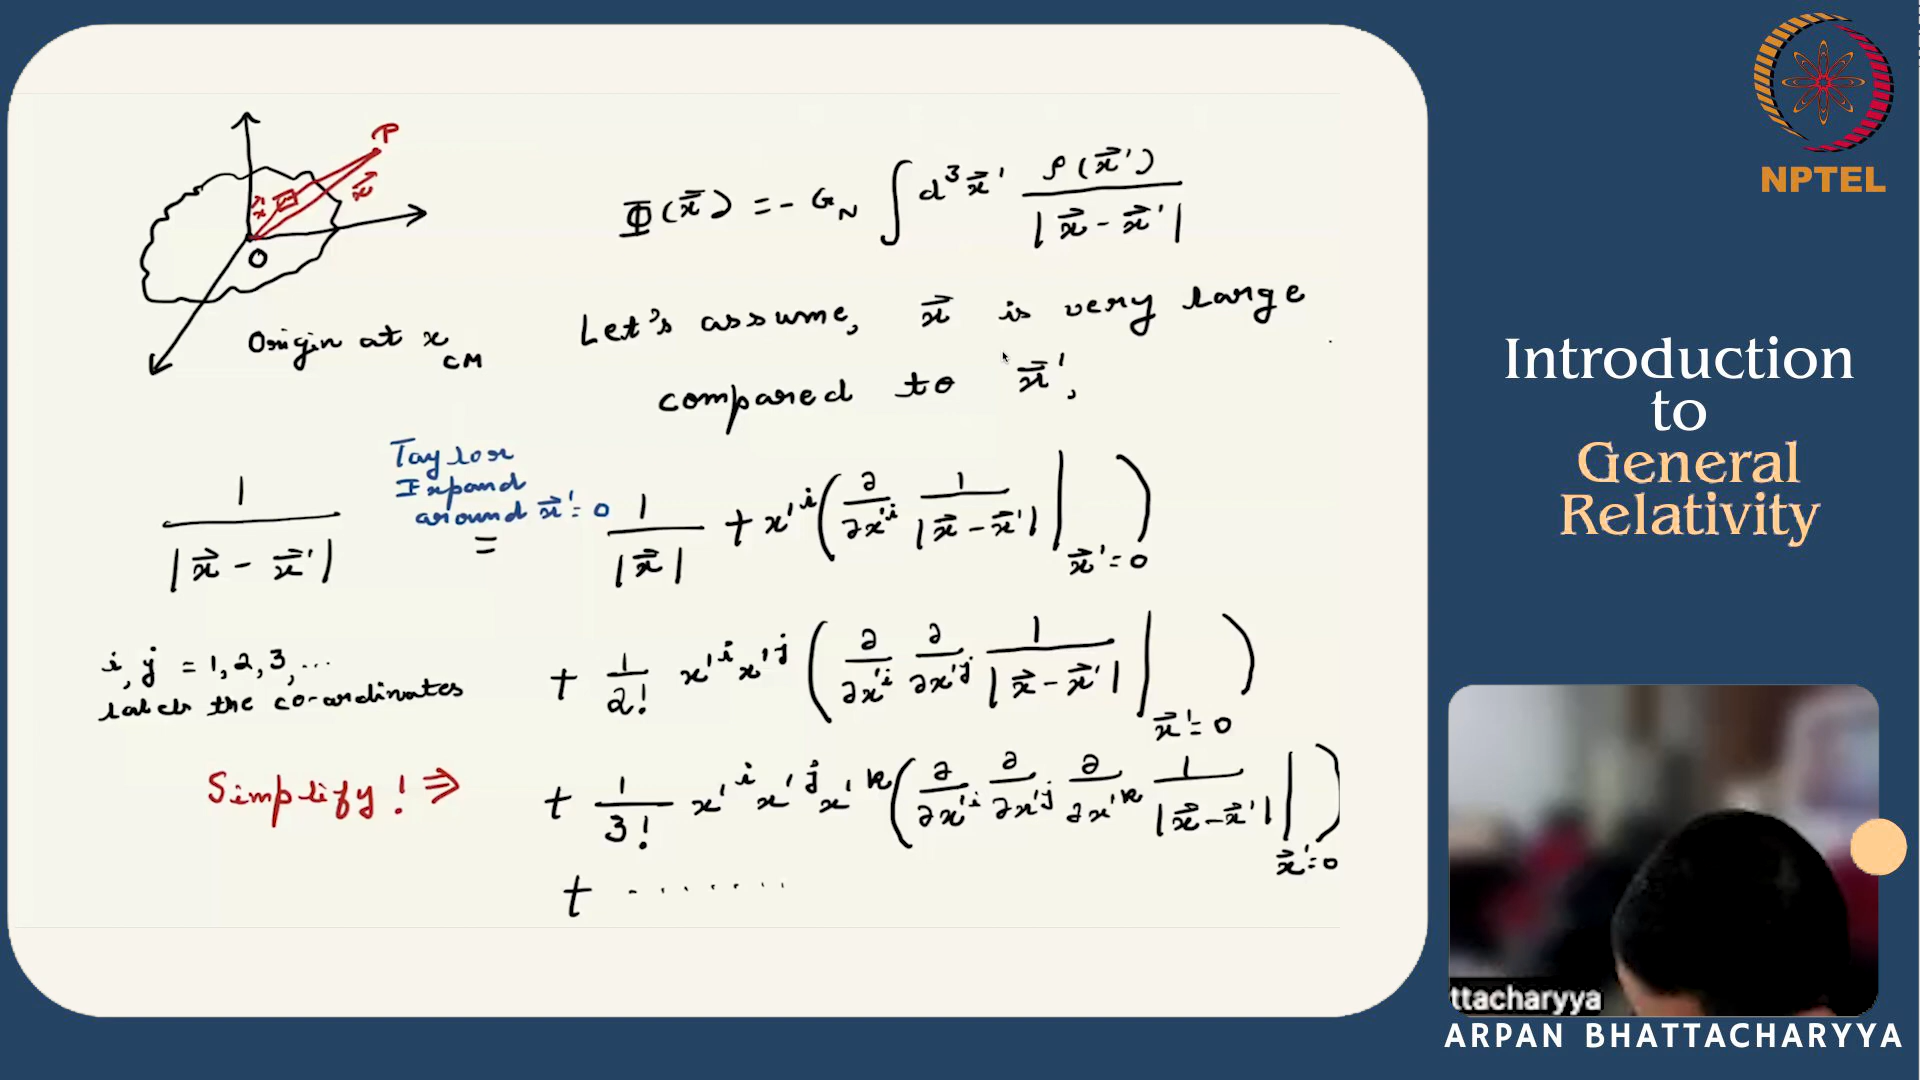 P
x⃗'
x⃗
O
Origin at x_CM
Φ(x⃗) = - G_N ∫ d³x⃗' ρ(x⃗') / |x⃗ - x⃗'|
Let's assume, x⃗ is very large
compared to x⃗',
Taylor
Expand
around x⃗' = 0
1 / |x⃗ - x⃗'| = 1 / |x⃗| + x'^i ( ∂/∂x'^i 1 / |x⃗ - x⃗'| |_{x⃗' = 0} )
+ 1/2! x'^i x'^j ( ∂/∂x'^i ∂/∂x'^j 1 / |x⃗ - x⃗'| |_{x⃗' = 0} )
i, j = 1, 2, 3, ...
labels the co-ordinates
Simplify! ⇒
+ 1/3! x'^i x'^j x'^k ( ∂/∂x'^i ∂/∂x'^j ∂/∂x'^k 1 / |x⃗ - x⃗'| |_{x⃗' = 0} )
+ .......
NPTEL
Introduction
to
General
Relativity
ttacharyya
ARPAN BHATTACHARYYA